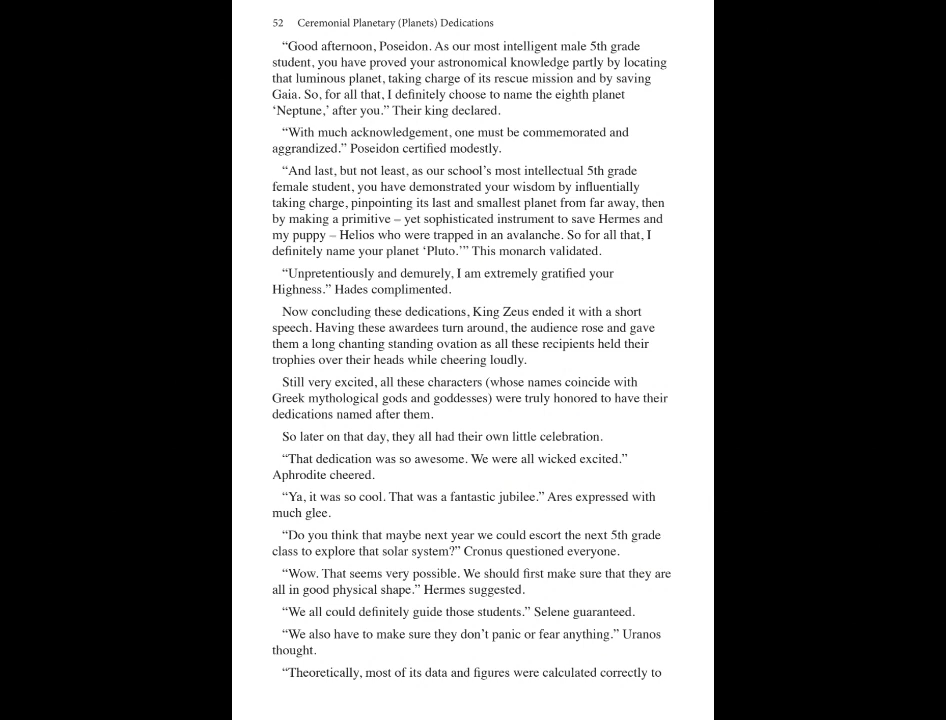 52 Ceremonial Planetary (Planets) Dedications
“Good afternoon, Poseidon. As our most intelligent male 5th grade
student, you have proved your astronomical knowledge partly by locating
that luminous planet, taking charge of its rescue mission and by saving
Gaia. So, for all that, I definitely choose to name the eighth planet
‘Neptune,’ after you.” Their king declared.
“With much acknowledgement, one must be commemorated and
aggrandized.” Poseidon certified modestly.
“And last, but not least, as our school’s most intellectual 5th grade
female student, you have demonstrated your wisdom by influentially
taking charge, pinpointing its last and smallest planet from far away, then
by making a primitive – yet sophisticated instrument to save Hermes and
my puppy – Helios who were trapped in an avalanche. So for all that, I
definitely name your planet ‘Pluto.’” This monarch validated.
“Unpretentiously and demurely, I am extremely gratified your
Highness.” Hades complimented.
Now concluding these dedications, King Zeus ended it with a short
speech. Having these awardees turn around, the audience rose and gave
them a long chanting standing ovation as all these recipients held their
trophies over their heads while cheering loudly.
Still very excited, all these characters (whose names coincide with
Greek mythological gods and goddesses) were truly honored to have their
dedications named after them.
So later on that day, they all had their own little celebration.
“That dedication was so awesome. We were all wicked excited.”
Aphrodite cheered.
“Ya, it was so cool. That was a fantastic jubilee.” Ares expressed with
much glee.
“Do you think that maybe next year we could escort the next 5th grade
class to explore that solar system?” Cronus questioned everyone.
“Wow. That seems very possible. We should first make sure that they are
all in good physical shape.” Hermes suggested.
“We all could definitely guide those students.” Selene guaranteed.
“We also have to make sure they don’t panic or fear anything.” Uranos
thought.
“Theoretically, most of its data and figures were calculated correctly to